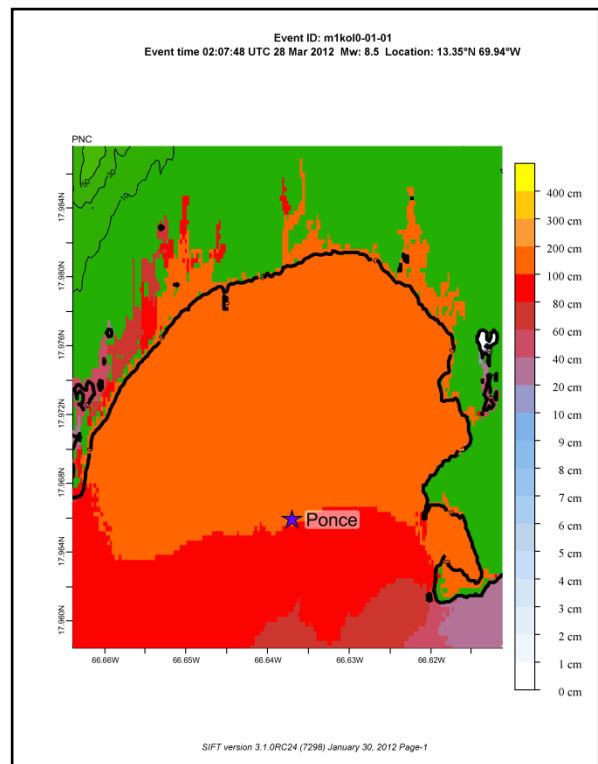 Event ID: m1kol0-01-01
Event time 02:07:48 UTC 28 Mar 2012 Mw: 8.5 Location: 13.35°N 69.94°W
PNC
400 cm
300 cm
200 cm
100 cm
80 cm
60 cm
40 cm
20 cm
10 cm
9 cm
8 cm
7 cm
6 cm
5 cm
4 cm
3 cm
2 cm
1 cm
0 cm
17.984N
17.980N
17.976N
17.972N
17.968N
17.964N
17.960N
50
30
10
Ponce
66.66W
66.65W
66.64W
66.63W
66.62W
SIFT version 3.1.0RC24 (7298) January 30, 2012 Page-1